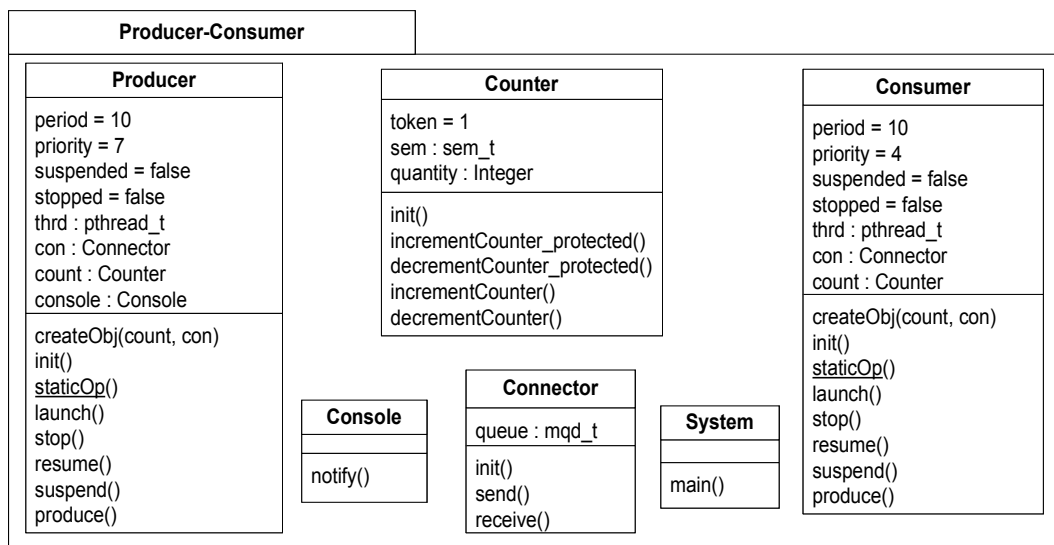 Producer-Consumer
Producer
period = 10
priority = 7
suspended = false
stopped = false
thrd : pthread_t
con : Connector
count : Counter
console : Console
createObj(count, con)
init()
staticOp()
launch()
stop()
resume()
suspend()
produce()
Counter
token = 1
sem : sem_t
quantity : Integer
init()
incrementCounter_protected()
decrementCounter_protected()
incrementCounter()
decrementCounter()
Console
notify()
Connector
queue : mqd_t
init()
send()
receive()
System
main()
Consumer
period = 10
priority = 4
suspended = false
stopped = false
thrd : pthread_t
con : Connector
count : Counter
createObj(count, con)
init()
staticOp()
launch()
stop()
resume()
suspend()
produce()